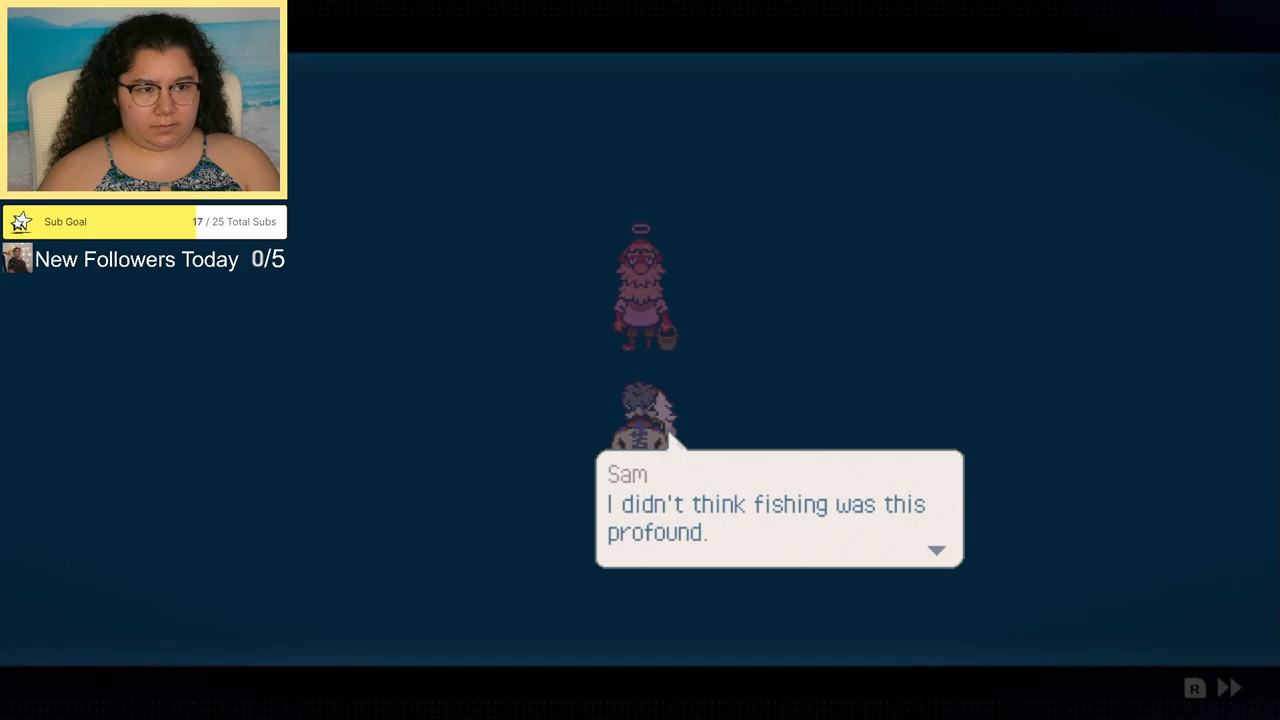 Sub Goal 17 / 25 Total Subs
New Followers Today 0/5
Sam
I didn't think fishing was this
profound.
R